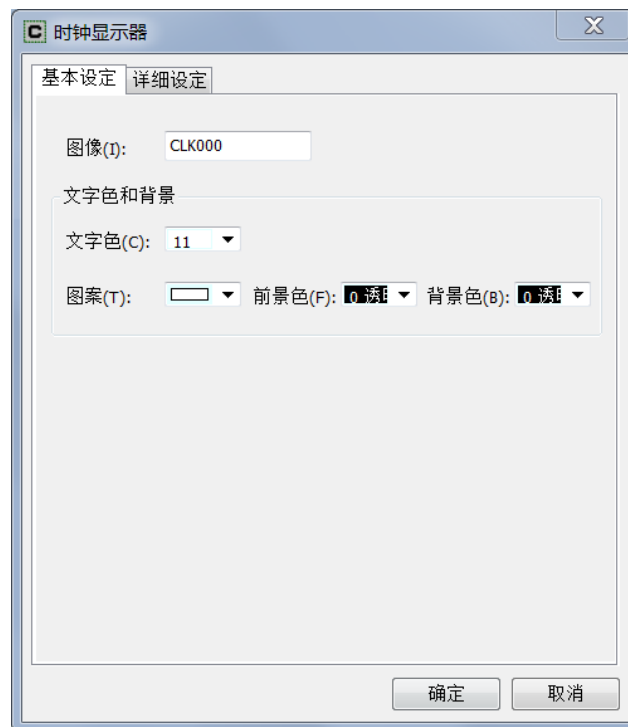 C 时钟显示器 X
基本设定 详细设定
图像(I): CLK000
文字色和背景
文字色(C): 11
图案(T): 前景色(F): 0 透 背景色(B): 0 透
确定 取消